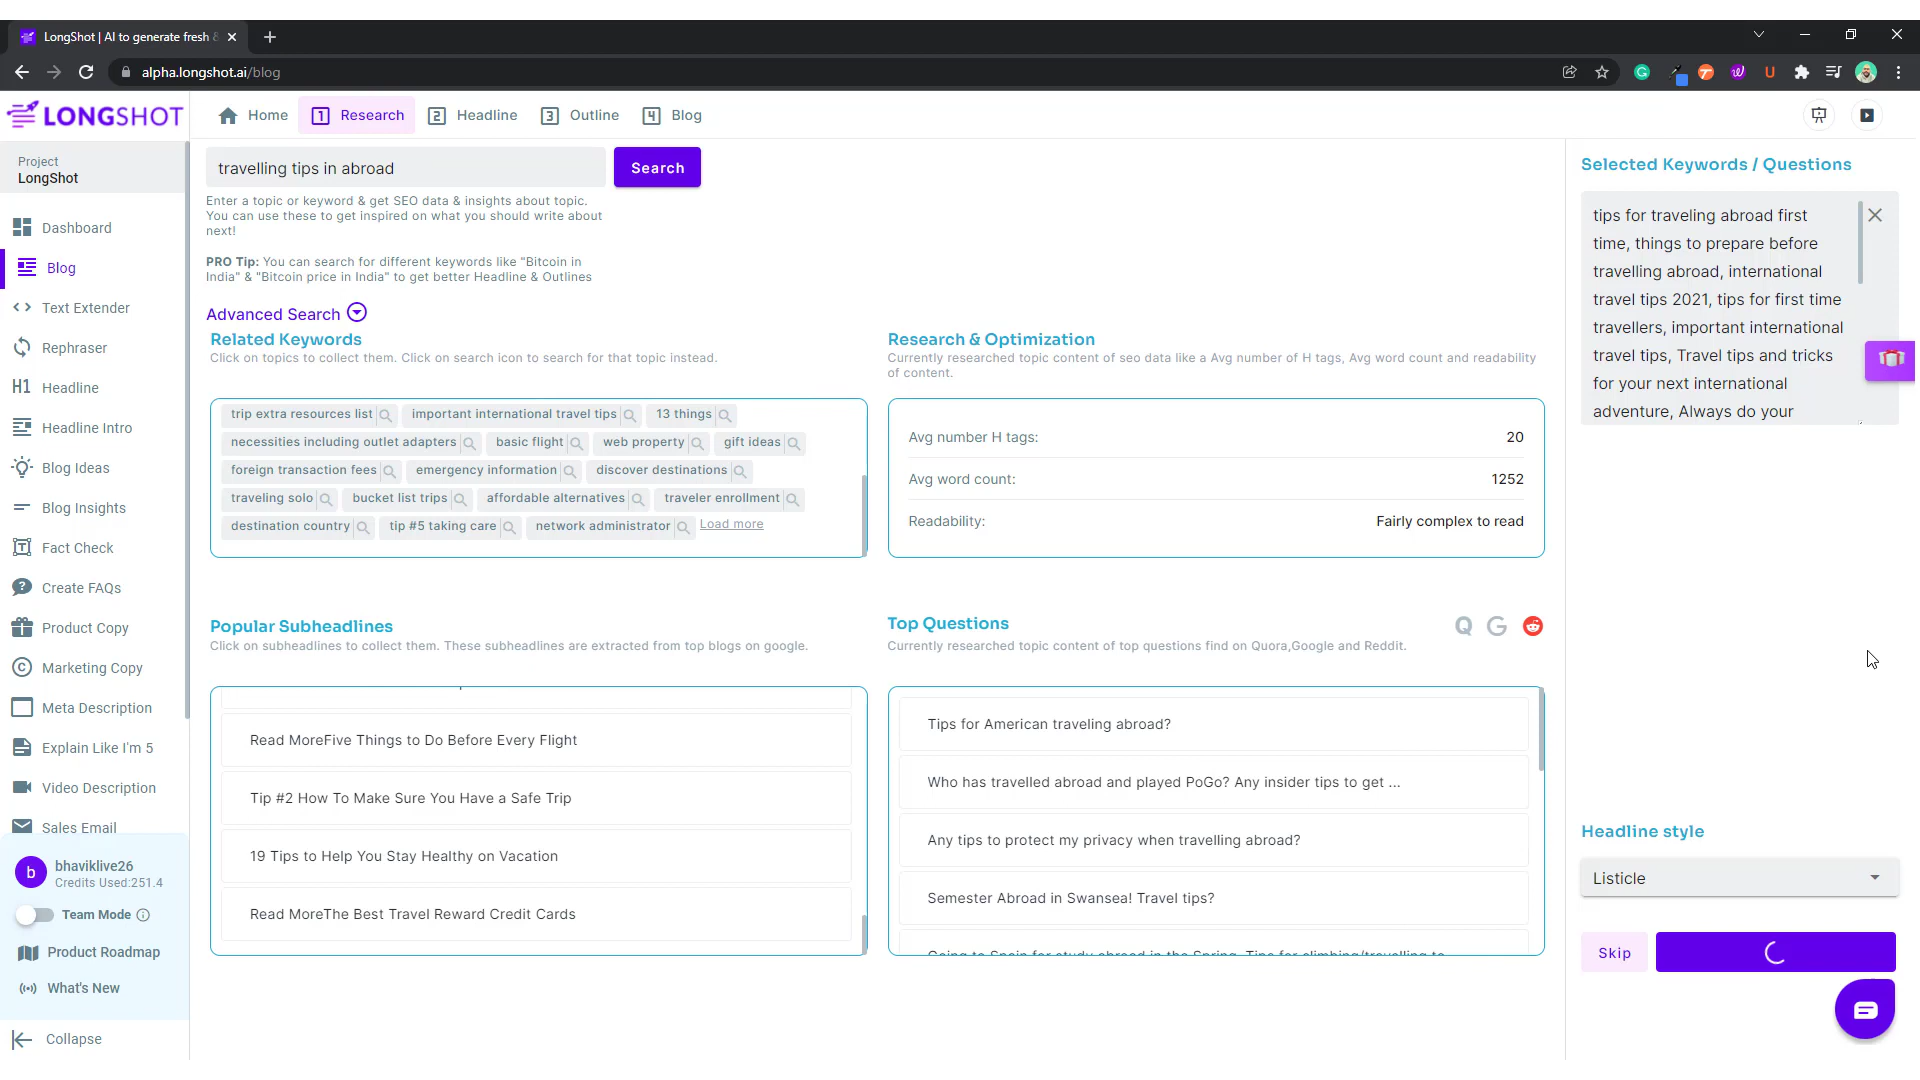 LongShot | AI to generate fresh &
alpha.longshot.ai/blog
LONGSHOT
Home
1 Research
2 Headline
3 Outline
4 Blog
Project
LongShot
Dashboard
Blog
Text Extender
Rephraser
H1 Headline
Headline Intro
Blog Ideas
Blog Insights
Fact Check
Create FAQs
Product Copy
Marketing Copy
Meta Description
Explain Like I'm 5
Video Description
Sales Email
b
bhaviklive26
Credits Used:251.4
Team Mode
Product Roadmap
What's New
Collapse
travelling tips in abroad
Search
Enter a topic or keyword & get SEO data & insights about topic.
You can use these to get inspired on what you should write about
next!
PRO Tip: You can search for different keywords like "Bitcoin in
India" & "Bitcoin price in India" to get better Headline & Outlines
Advanced Search
Related Keywords
Click on topics to collect them. Click on search icon to search for that topic instead.
trip extra resources list important international travel tips 13 things
necessities including outlet adapters basic flight web property gift ideas
foreign transaction fees emergency information discover destinations
traveling solo bucket list trips affordable alternatives traveler enrollment
destination country tip #5 taking care network administrator Load more
Research & Optimization
Currently researched topic content of seo data like a Avg number of H tags, Avg word count and readability
of content.
Avg number H tags: 20
Avg word count: 1252
Readability: Fairly complex to read
Popular Subheadlines
Click on subheadlines to collect them. These subheadlines are extracted from top blogs on google.
Read MoreFive Things to Do Before Every Flight
Tip #2 How To Make Sure You Have a Safe Trip
19 Tips to Help You Stay Healthy on Vacation
Read MoreThe Best Travel Reward Credit Cards
Top Questions
Q G
Currently researched topic content of top questions find on Quora,Google and Reddit.
Tips for American traveling abroad?
Who has travelled abroad and played PoGo? Any insider tips to get ...
Any tips to protect my privacy when travelling abroad?
Semester Abroad in Swansea! Travel tips?
Going to Spain for study abroad in the Spring. Tips for climbing/travelling to
Selected Keywords / Questions
tips for traveling abroad first
time, things to prepare before
travelling abroad, international
travel tips 2021, tips for first time
travellers, important international
travel tips, Travel tips and tricks
for your next international
adventure, Always do your
Headline style
Listicle
Skip